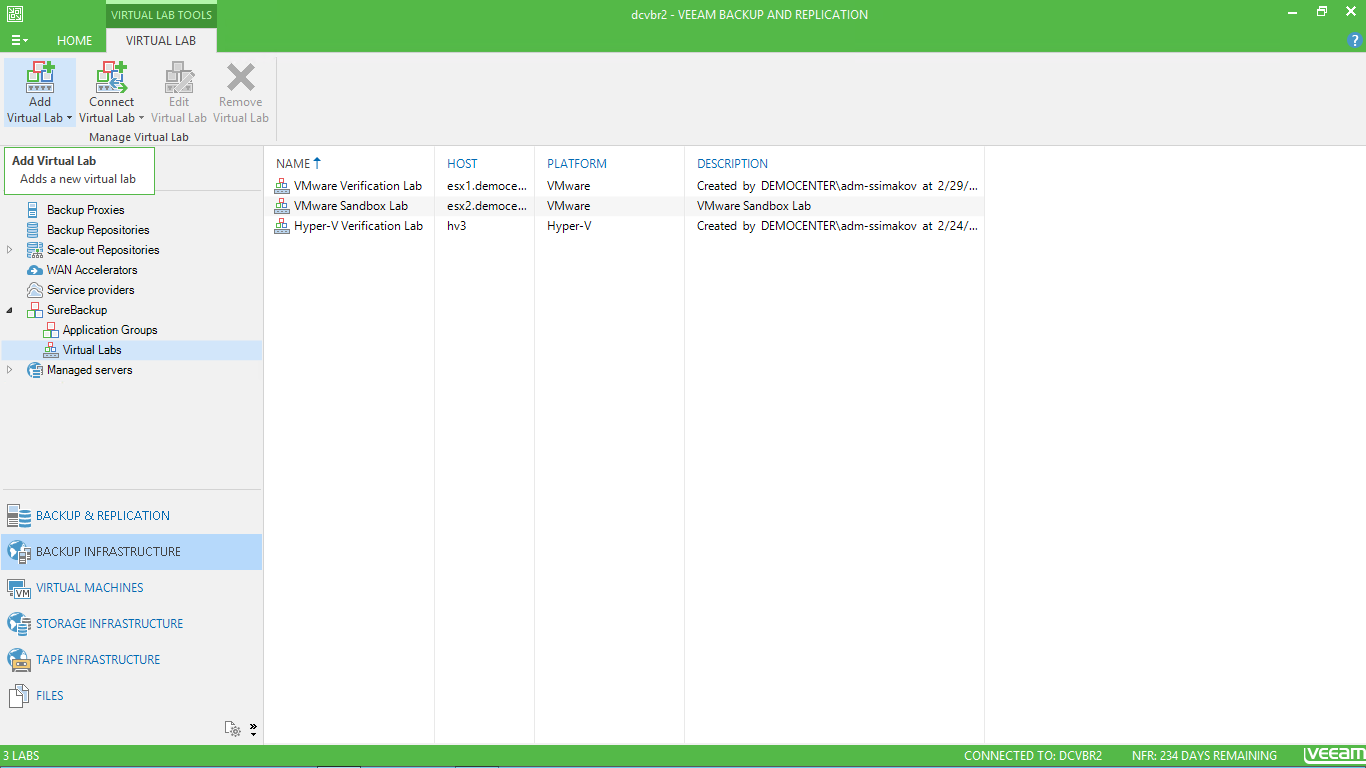 VIRTUAL LAB TOOLS
dcvbr2 - VEEAM BACKUP AND REPLICATION
HOME
VIRTUAL LAB
?
Add Virtual Lab
Connect Virtual Lab
Edit Virtual Lab
Remove Virtual Lab
Manage Virtual Lab
Add Virtual Lab
Adds a new virtual lab
Backup Proxies
Backup Repositories
Scale-out Repositories
WAN Accelerators
Service providers
SureBackup
Application Groups
Virtual Labs
Managed servers
NAME HOST PLATFORM DESCRIPTION
VMware Verification Lab esx1.democe... VMware Created by DEMOCENTER\adm-ssimakov at 2/29/...
VMware Sandbox Lab esx2.democe... VMware VMware Sandbox Lab
Hyper-V Verification Lab hv3 Hyper-V Created by DEMOCENTER\adm-ssimakov at 2/24/...
BACKUP & REPLICATION
BACKUP INFRASTRUCTURE
VM
VIRTUAL MACHINES
STORAGE INFRASTRUCTURE
TAPE INFRASTRUCTURE
FILES
3 LABS
CONNECTED TO: DCVBR2
NFR: 234 DAYS REMAINING
veeam